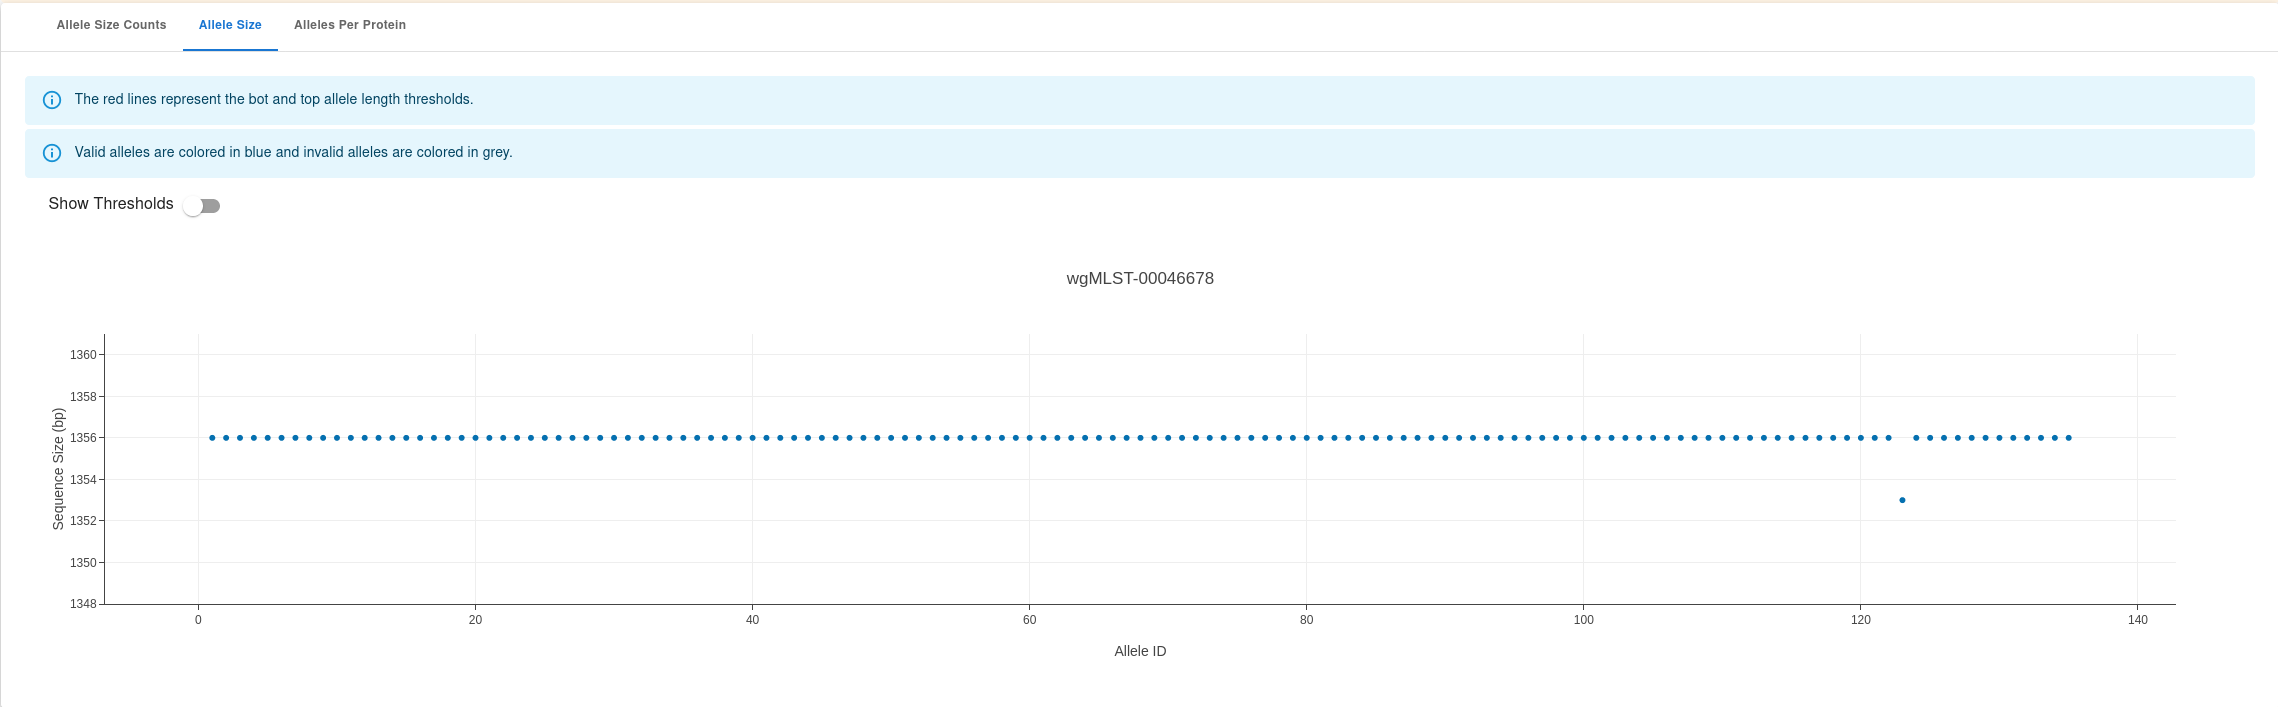 Allele Size Counts Allele Size Alleles Per Protein
The red lines represent the bot and top allele length thresholds.
Valid alleles are colored in blue and invalid alleles are colored in grey.
Show Thresholds
wgMLST-00046678
Sequence Size (bp)
1360
1358
1356
1354
1352
1350
1348
0 20 40 60 80 100 120 140
Allele ID